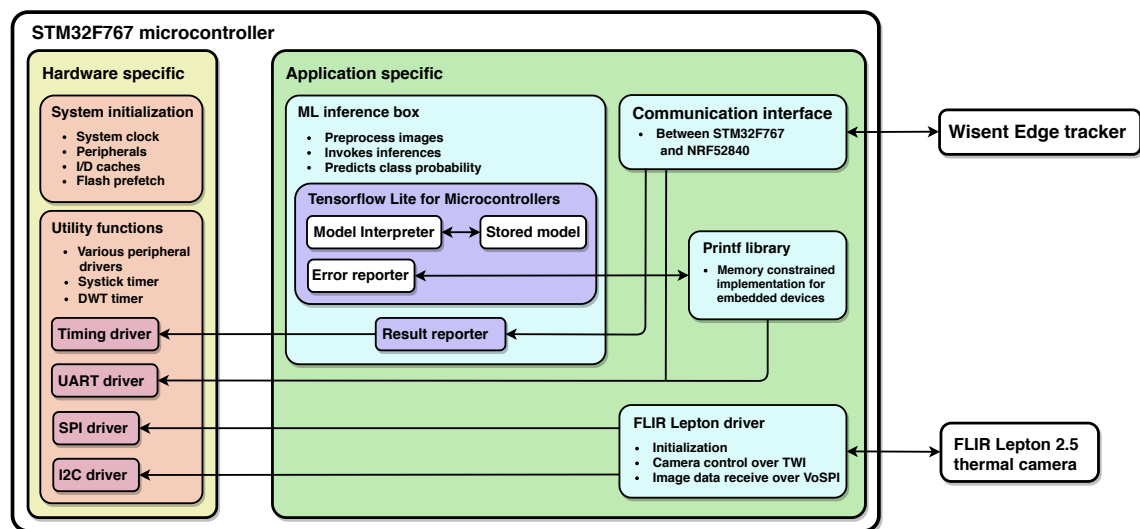 STM32F767 microcontroller
Hardware specific
System initialization
• System clock
• Peripherals
• I/D caches
• Flash prefetch
Utility functions
• Various peripheral
drivers
• Systick timer
• DWT timer
Timing driver
UART driver
SPI driver
I2C driver
Application specific
ML inference box
• Preprocess images
• Invokes inferences
• Predicts class probability
Tensorflow Lite for Microcontrollers
Model Interpreter
Stored model
Error reporter
Result reporter
Communication interface
• Between STM32F767
and NRF52840
Printf library
• Memory constrained
implementation for
embedded devices
FLIR Lepton driver
• Initialization
• Camera control over TWI
• Image data receive over VoSPI
Wisent Edge tracker
FLIR Lepton 2.5
thermal camera